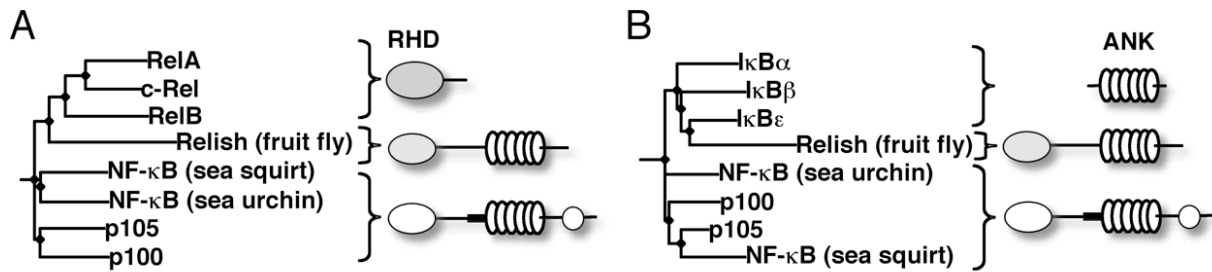 A
RHD
RelA
c-Rel
RelB
Relish (fruit fly)
NF-κB (sea squirt)
NF-κB (sea urchin)
p105
p100
B
ANK
IκBα
IκBβ
IκBε
Relish (fruit fly)
NF-κB (sea urchin)
p100
p105
NF-κB (sea squirt)